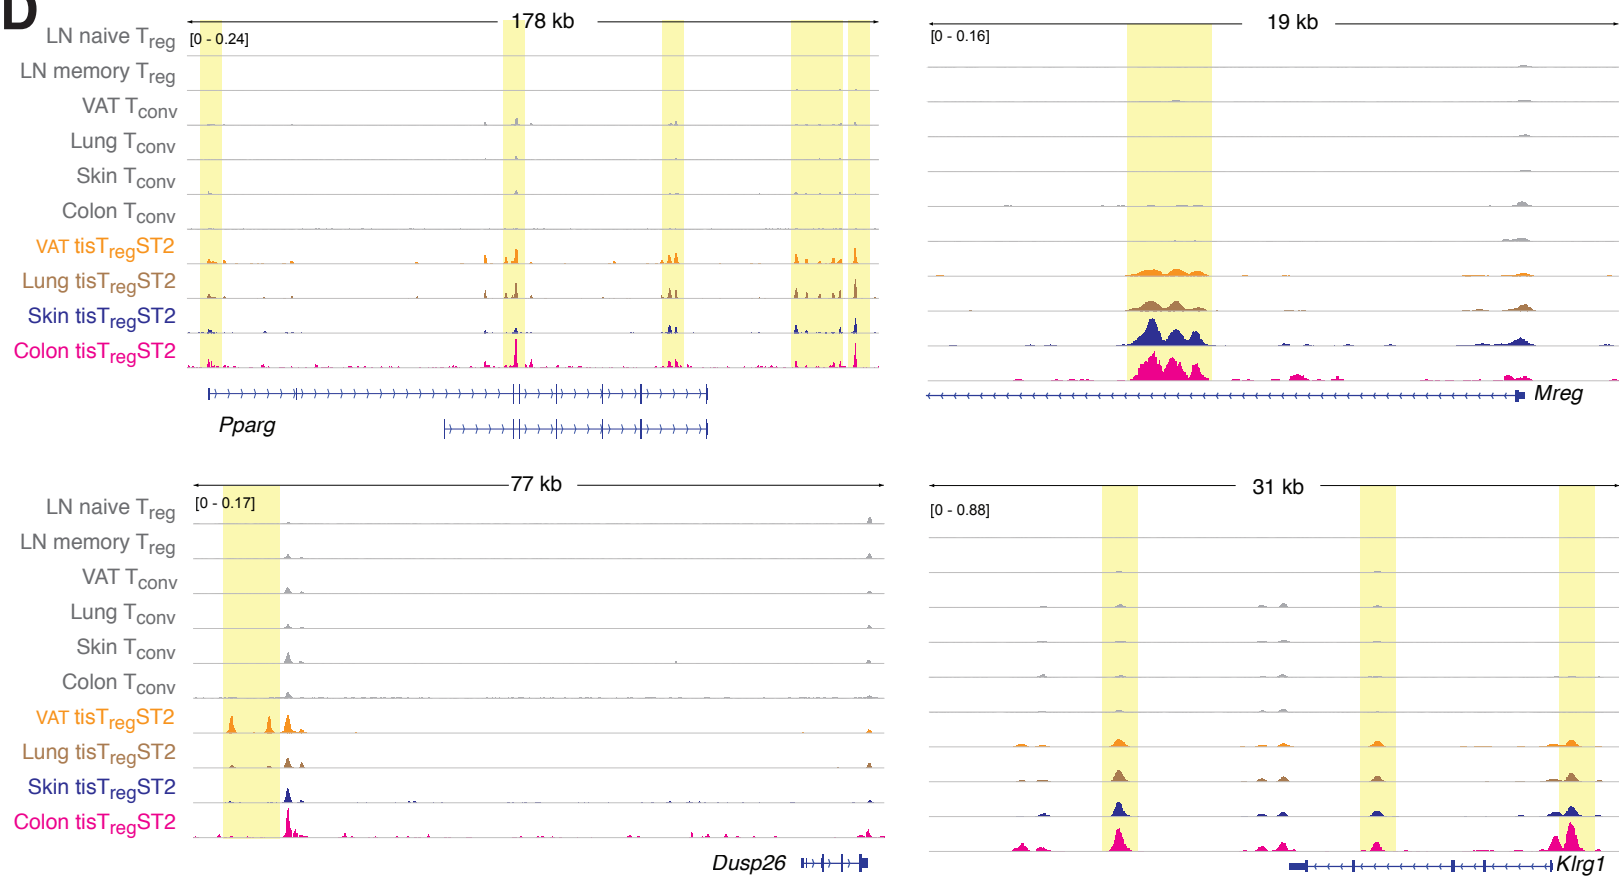 D
178 kb
[0 - 0.24]
LN naive Treg
LN memory Treg
VAT Tconv
Lung Tconv
Skin Tconv
Colon Tconv
VAT tisTregST2
Lung tisTregST2
Skin tisTregST2
Colon tisTregST2
Pparg
19 kb
[0 - 0.16]
Mreg
77 kb
[0 - 0.17]
LN naive Treg
LN memory Treg
VAT Tconv
Lung Tconv
Skin Tconv
Colon Tconv
VAT tisTregST2
Lung tisTregST2
Skin tisTregST2
Colon tisTregST2
Dusp26
31 kb
[0 - 0.88]
Klrg1